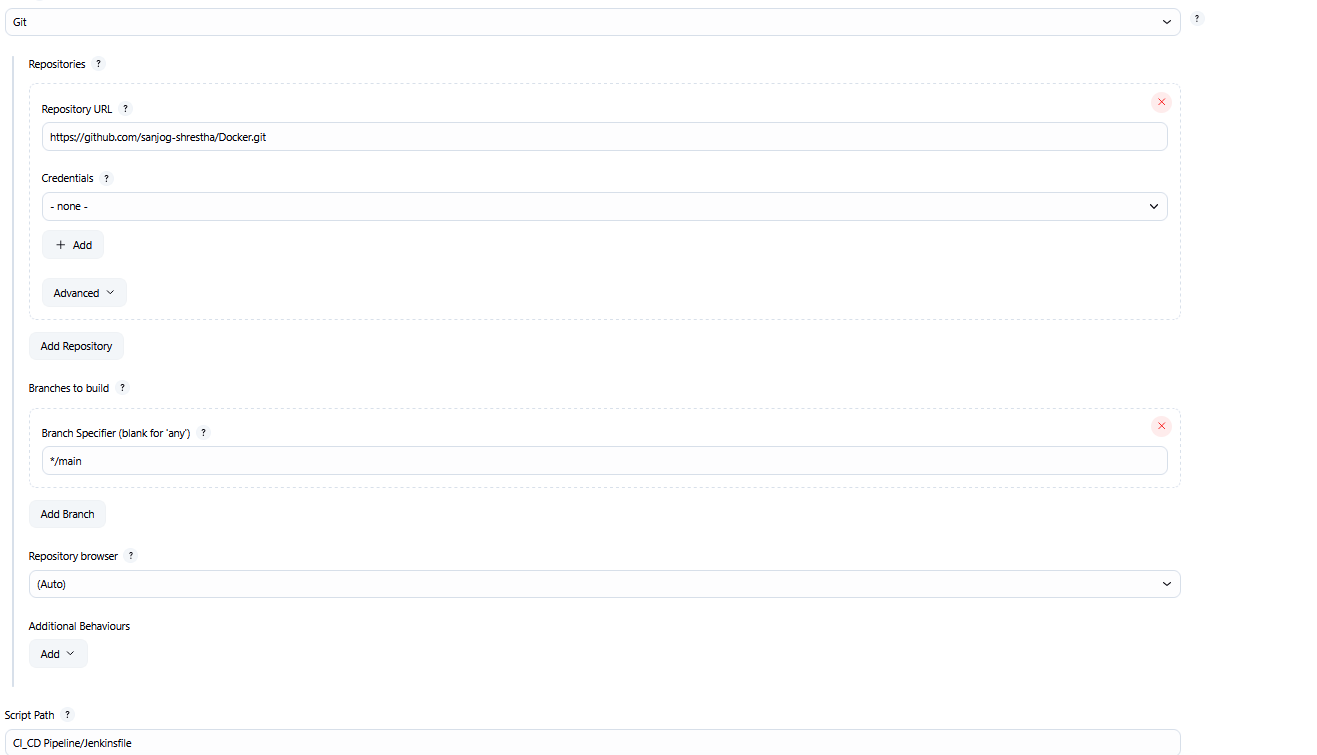 Git
?
Repositories ?
Repository URL ?
https://github.com/sanjog-shrestha/Docker.git
Credentials ?
- none -
+ Add
Advanced
Add Repository
Branches to build ?
Branch Specifier (blank for 'any') ?
*/main
Add Branch
Repository browser ?
(Auto)
Additional Behaviours
Add
Script Path ?
CI_CD Pipeline/Jenkinsfile